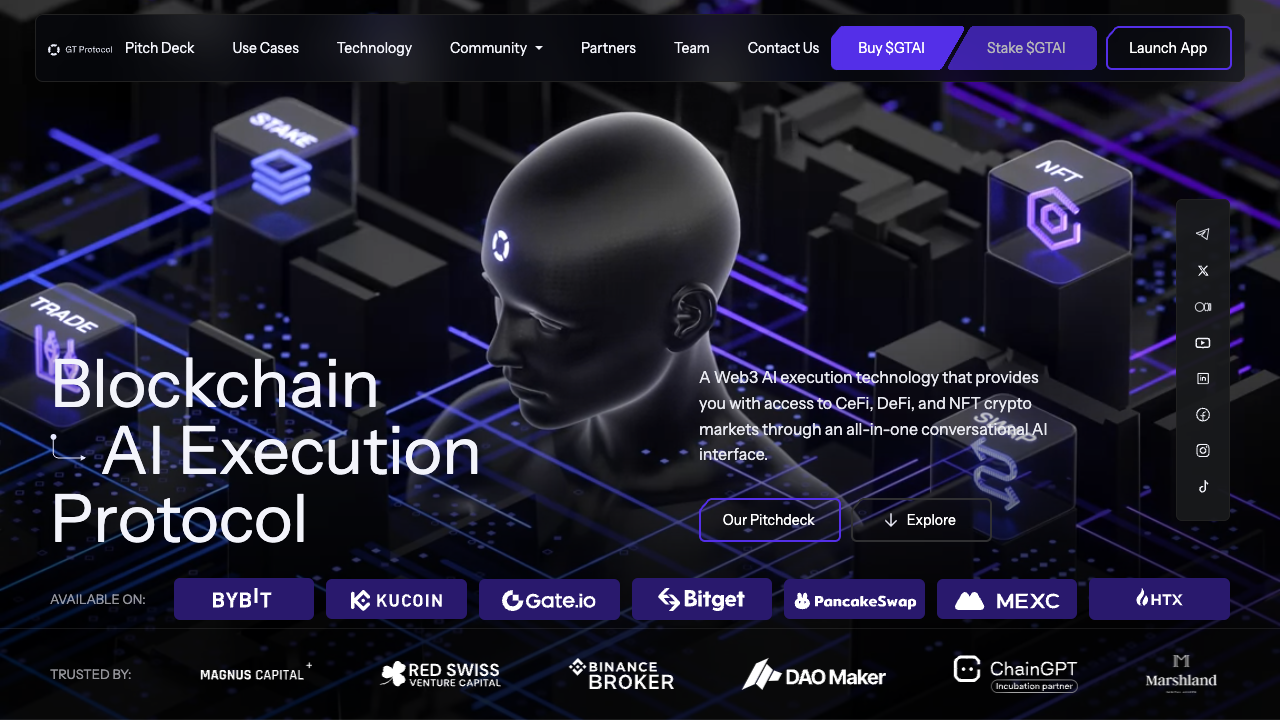 GT Protocol
Pitch Deck
Use Cases
Technology
Community
Partners
Team
Contact Us
Buy $GTAI
Stake $GTAI
Launch App
STAKE
NFT
TRADE
SWAP
Blockchain
AI Execution
Protocol
A Web3 AI execution technology that provides
you with access to CeFi, DeFi, and NFT crypto
markets through an all-in-one conversational AI
interface.
Our Pitchdeck
Explore
AVAILABLE ON:
BYBIT
KUCOIN
Gate.io
Bitget
PancakeSwap
MEXC
HTX
TRUSTED BY:
MAGNUS CAPITAL
RED SWISS
VENTURE CAPITAL
BINANCE
BROKER
DAO Maker
ChainGPT
Incubation partner
Marshland